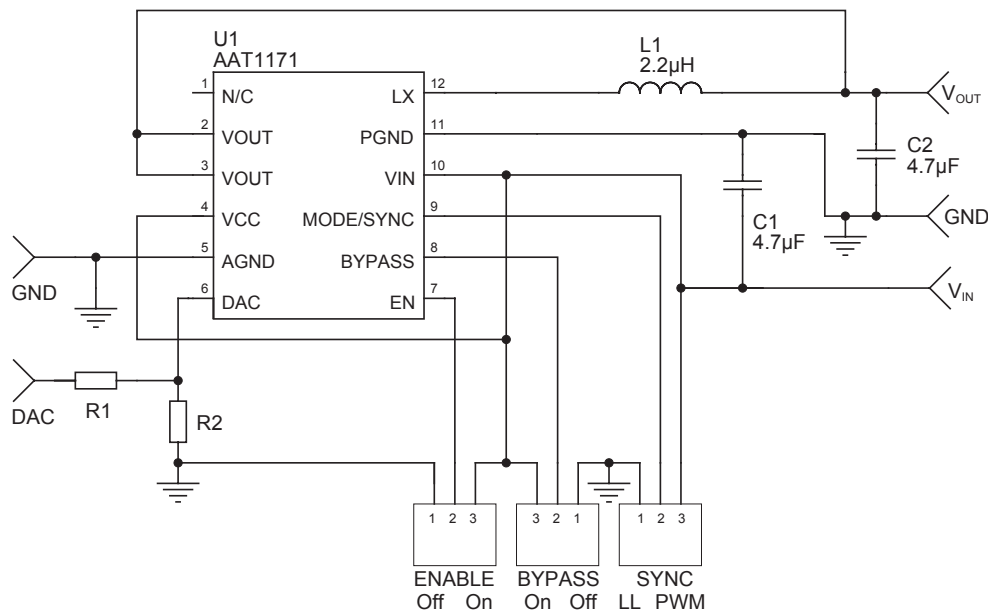 U1
AAT1171
1 N/C
2 VOUT
3 VOUT
4 VCC
5 AGND
6 DAC
LX 12
PGND 11
VIN 10
MODE/SYNC 9
BYPASS 8
EN 7
L1
2.2µH
VOUT
C2
4.7µF
C1
4.7µF
GND
VIN
GND
DAC
R1
R2
1 2 3
ENABLE
Off On
3 2 1
BYPASS
On Off
1 2 3
SYNC
LL PWM